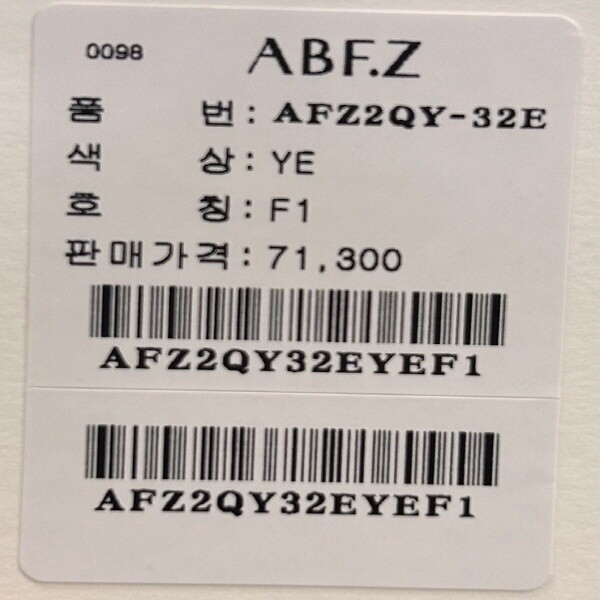 0098 ABF.Z
품 번 : AFZ2QY-32E
색 상 : YE
호 칭 : F1
판매가격 : 71,300
AFZ2QY32EYEF1
AFZ2QY32EYEF1